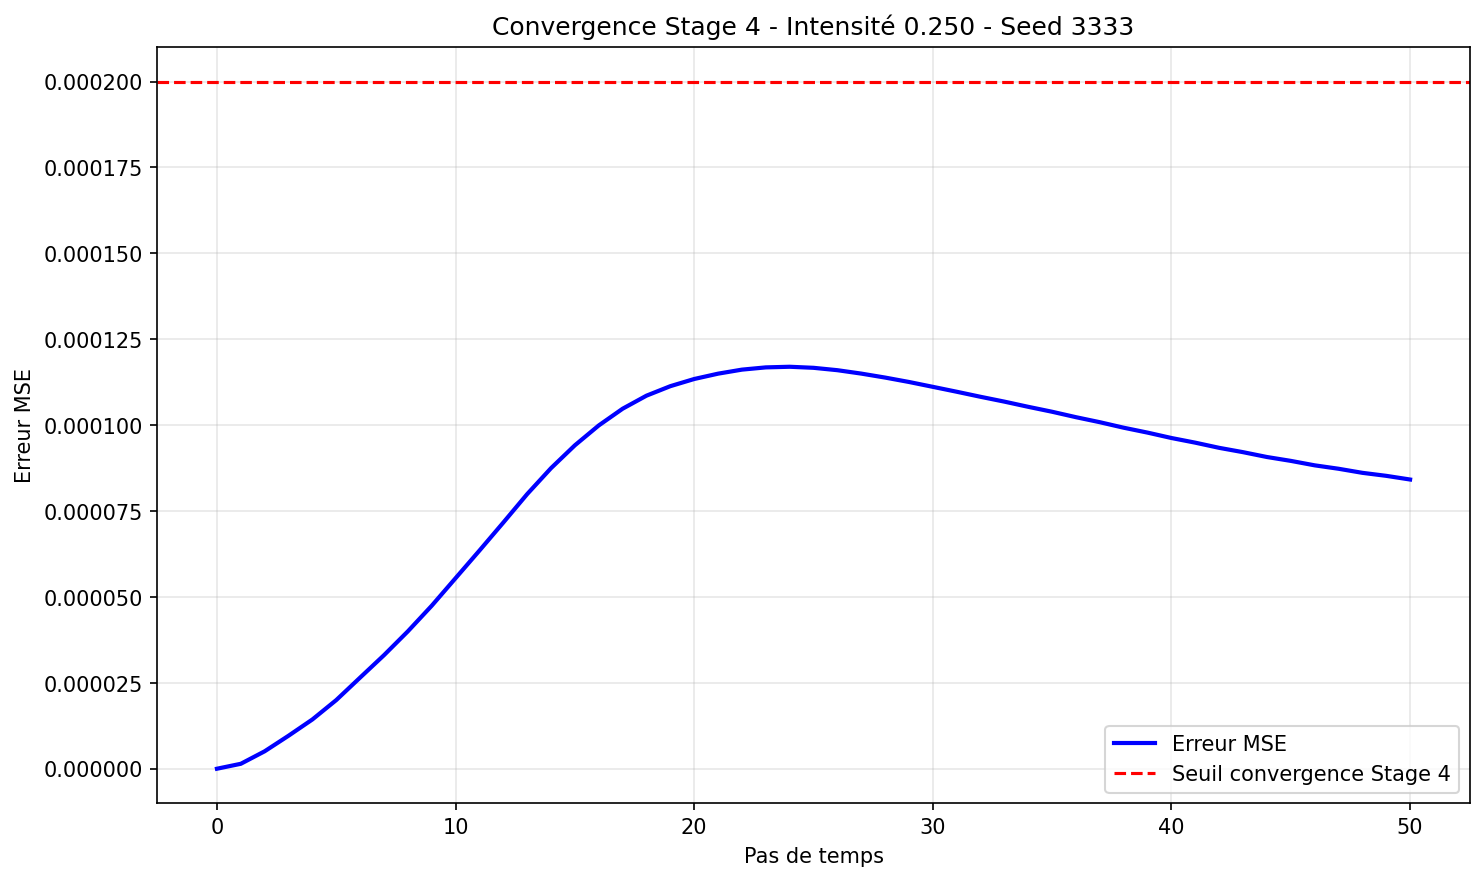 Convergence Stage 4 - Intensité 0.250 - Seed 3333
0.000200
0.000175
0.000150
0.000125
0.000100
0.000075
0.000050
0.000025
0.000000
Erreur MSE
Erreur MSE
Seuil convergence Stage 4
0 10 20 30 40 50
Pas de temps